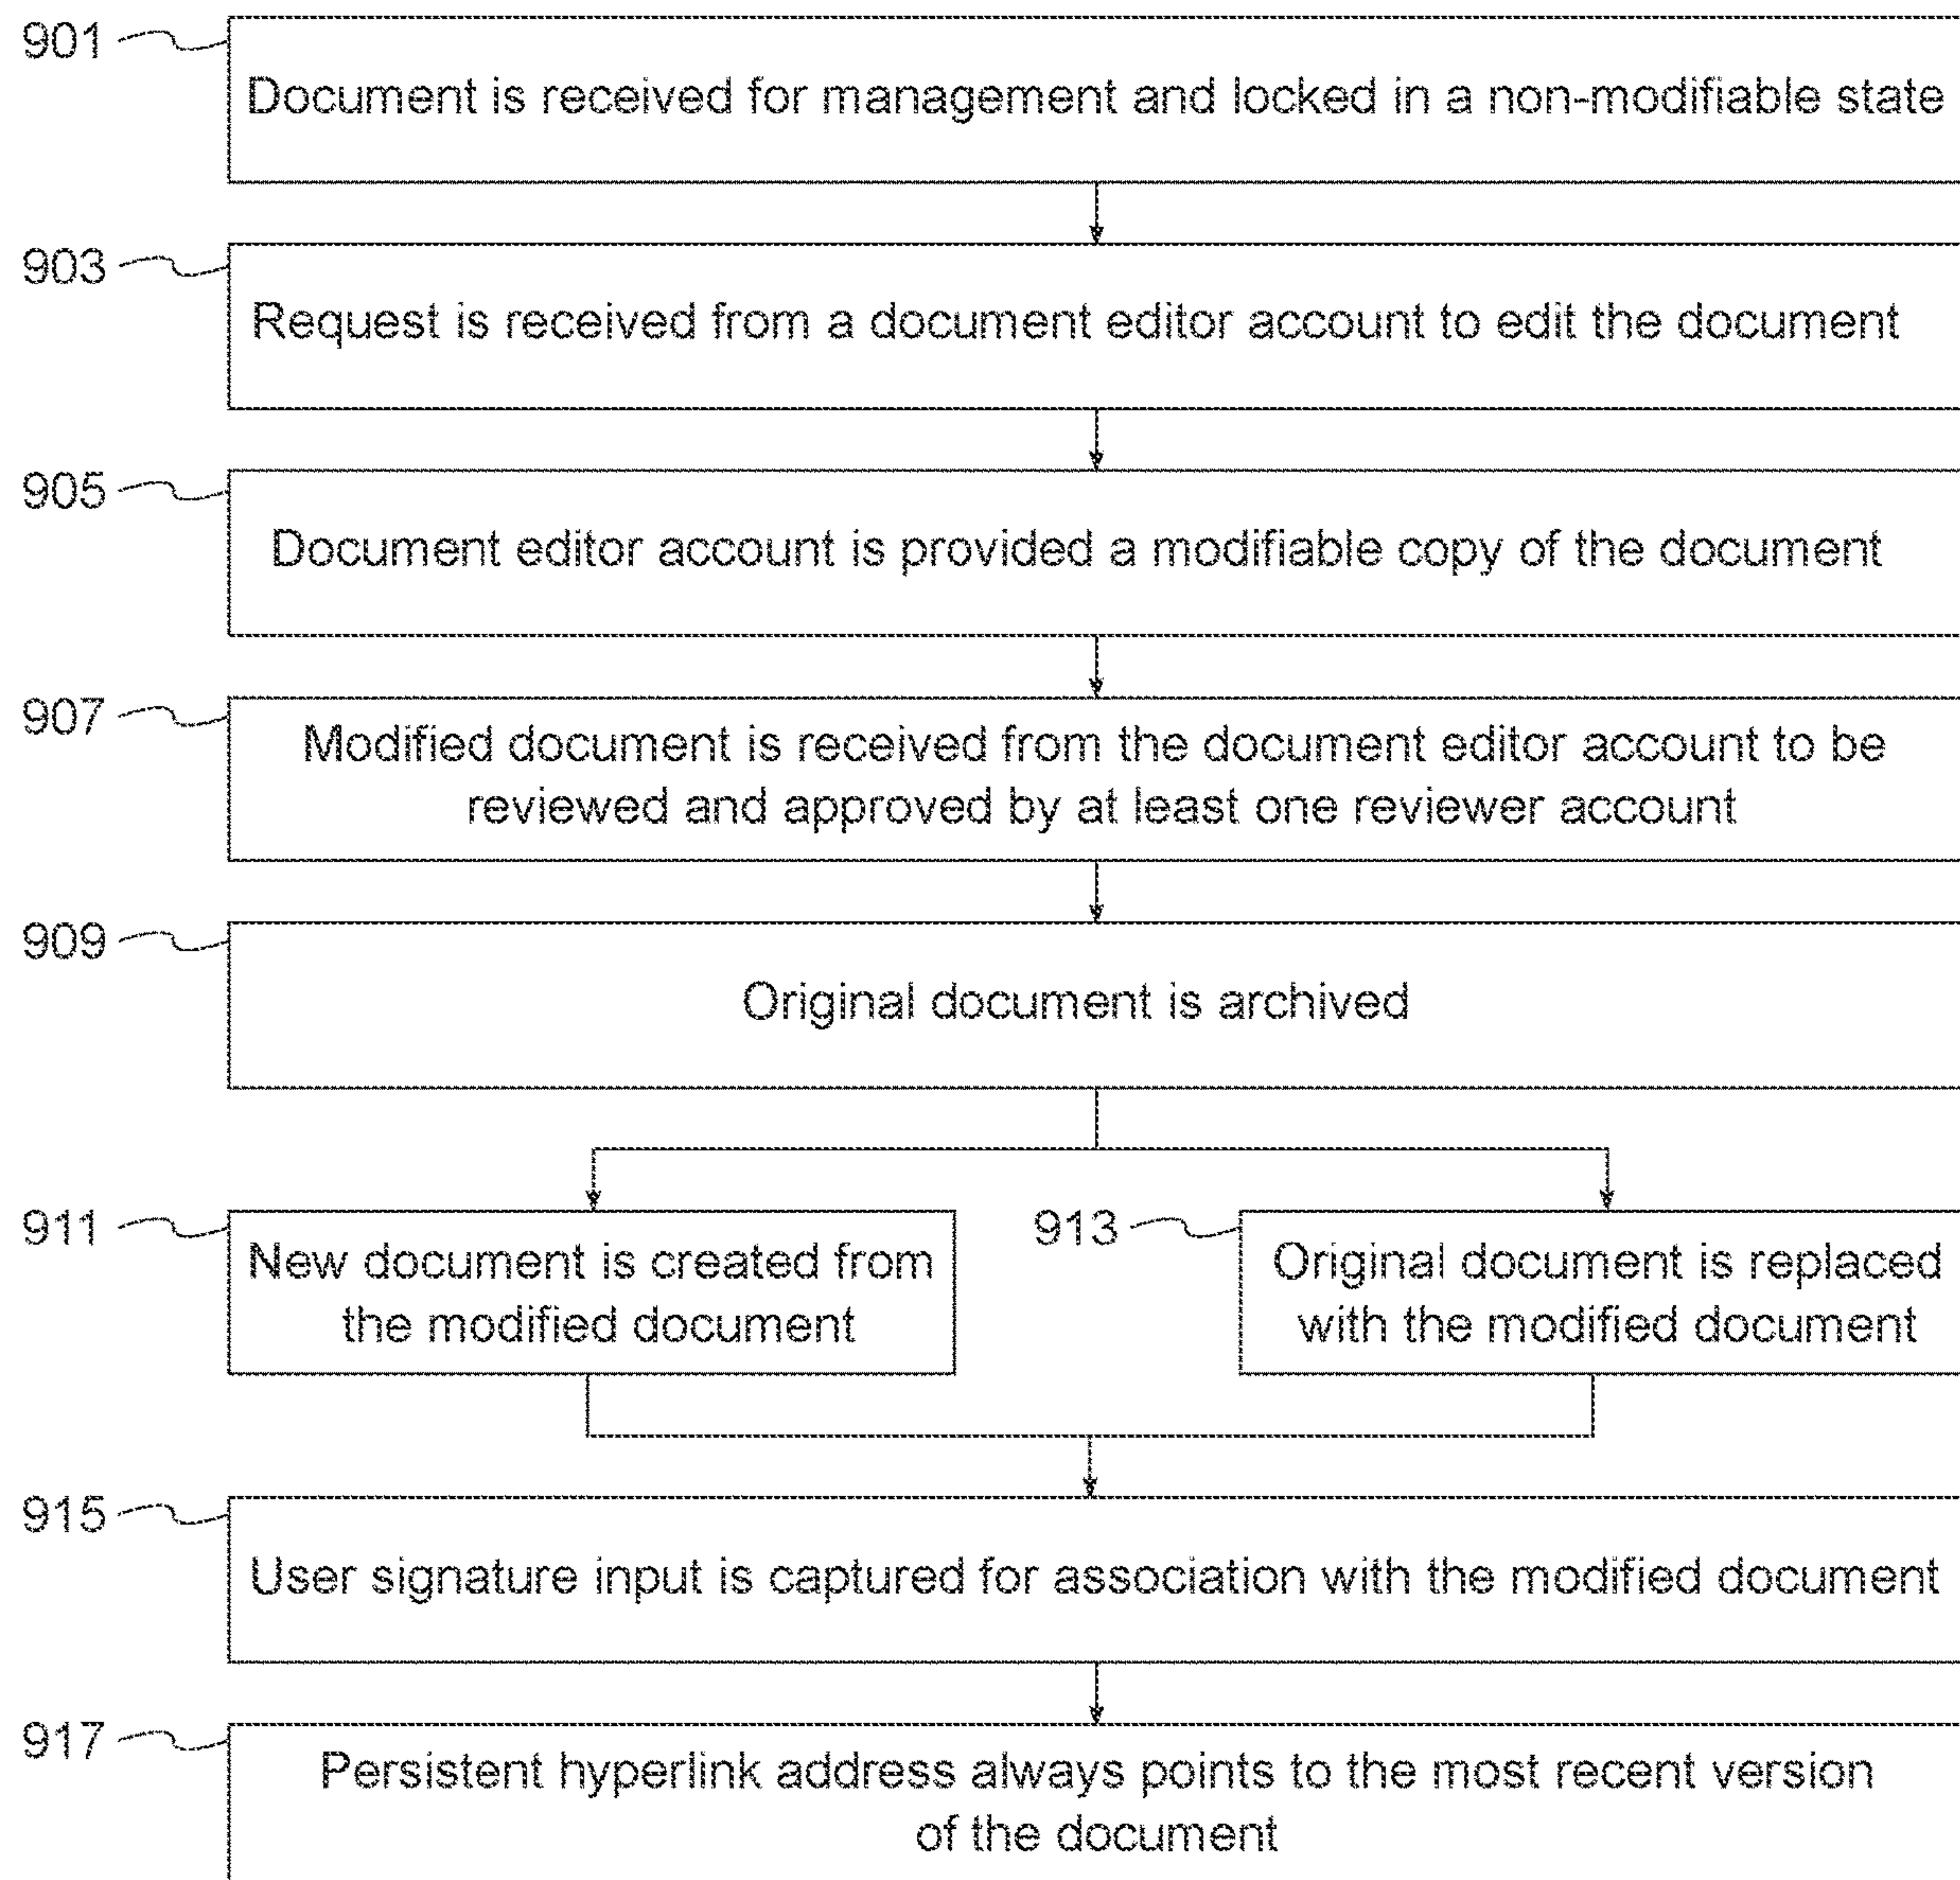 901
Document is received for management and locked in a non-modifiable state
903
Request is received from a document editor account to edit the document
905
Document editor account is provided a modifiable copy of the document
907
Modified document is received from the document editor account to be
reviewed and approved by at least one reviewer account
909
Original document is archived
911
New document is created from
the modified document
913
Original document is replaced
with the modified document
915
User signature input is captured for association with the modified document
917
Persistent hyperlink address always points to the most recent version
of the document